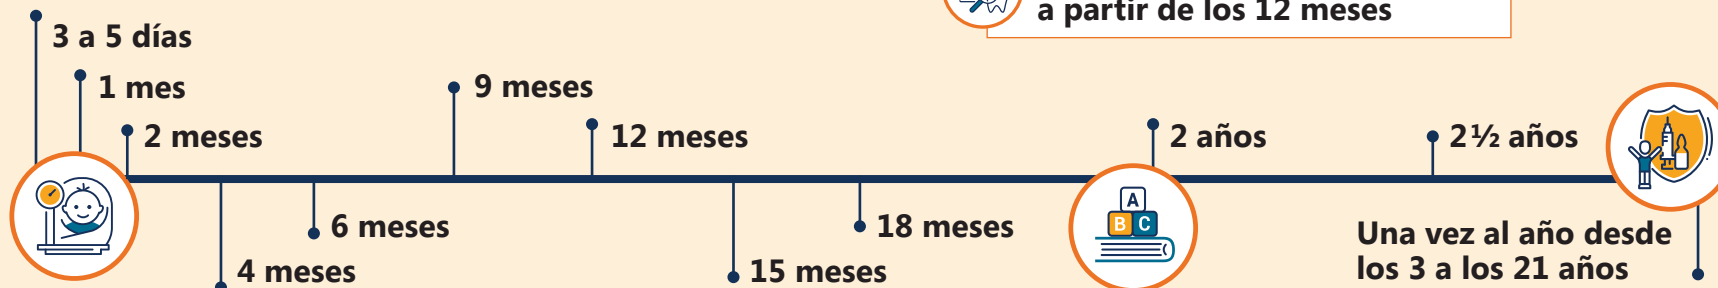 a partir de los 12 meses
3 a 5 días
1 mes
2 meses
4 meses
6 meses
9 meses
12 meses
15 meses
18 meses
A
B C
2 años
2½ años
Una vez al año desde
los 3 a los 21 años